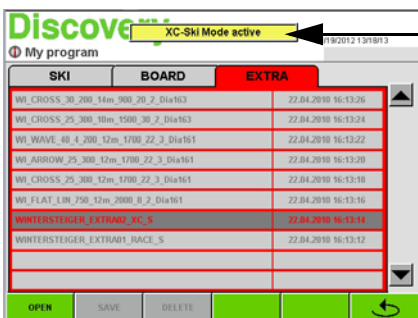 Discovery
XC-Ski Mode active
/19/2012 13/18/13
My program
SKI BOARD EXTRA
WI_CROSS_30_200_14m_900_20_2_Dia163 22.04.2010 16:13:26
WI_CROSS_25_300_10m_1500_30_2_Dia163 22.04.2010 16:13:24
WI_WAVE_40_4_200_12m_1700_22_3_Dia161 22.04.2010 16:13:22
WI_ARROW_25_300_12m_1700_22_3_Dia161 22.04.2010 16:13:20
WI_CROSS_25_300_12m_1700_22_3_Dia161 22.04.2010 16:13:18
WI_FLAT_LIN_750_12m_2000_8_2_Dia161 22.04.2010 16:13:16
WINTERSTEIGER_EXTRA02_XC_S 22.04.2010 16:13:14
WINTERSTEIGER_EXTRA01_RACE_S 22.04.2010 16:13:12
OPEN SAVE DELETE